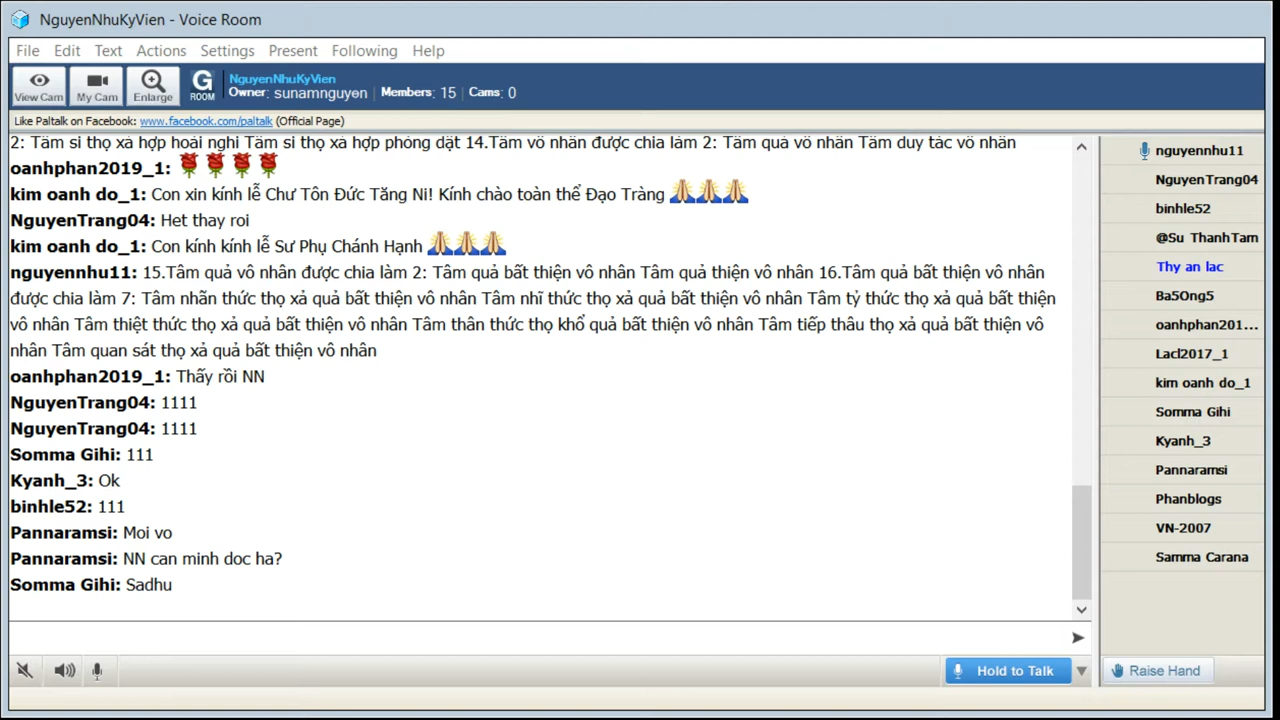 NguyenNhuKyVien - Voice Room
File Edit Text Actions Settings Present Following Help
View Cam My Cam Enlarge G ROOM
NguyenNhuKyVien
Owner: sunamnguyen | Members: 15 | Cams: 0
Like Paltalk on Facebook: www.facebook.com/paltalk (Official Page)
2: Tâm si thọ xả hợp hoài nghi Tâm si thọ xả hợp phóng dật 14.Tâm vô nhân được chia làm 2: Tâm quả vô nhân Tâm duy tác vô nhân
oanhphan2019_1:
kim oanh do_1: Con xin kính lễ Chư Tôn Đức Tăng Ni! Kính chào toàn thể Đạo Tràng
NguyenTrang04: Het thay roi
kim oanh do_1: Con kính kính lễ Sư Phụ Chánh Hạnh
nguyennhu11: 15.Tâm quả vô nhân được chia làm 2: Tâm quả bất thiện vô nhân Tâm quả thiện vô nhân 16.Tâm quả bất thiện vô nhân
được chia làm 7: Tâm nhãn thức thọ xả quả bất thiện vô nhân Tâm nhĩ thức thọ xả quả bất thiện vô nhân Tâm tỷ thức thọ xả quả bất thiện
vô nhân Tâm thiệt thức thọ xả quả bất thiện vô nhân Tâm thân thức thọ khổ quả bất thiện vô nhân Tâm tiếp thâu thọ xả quả bất thiện vô
nhân Tâm quan sát thọ xả quả bất thiện vô nhân
oanhphan2019_1: Thấy rồi NN
NguyenTrang04: 1111
NguyenTrang04: 1111
Somma Gihi: 111
Kyanh_3: Ok
binhle52: 111
Pannaramsi: Moi vo
Pannaramsi: NN can minh doc ha?
Somma Gihi: Sadhu
nguyennhu11
NguyenTrang04
binhle52
@Su ThanhTam
Thy an lac
Ba5Ong5
oanhphan201...
Lacl2017_1
kim oanh do_1
Somma Gihi
Kyanh_3
Pannaramsi
Phanblogs
VN-2007
Samma Carana
Hold to Talk
Raise Hand